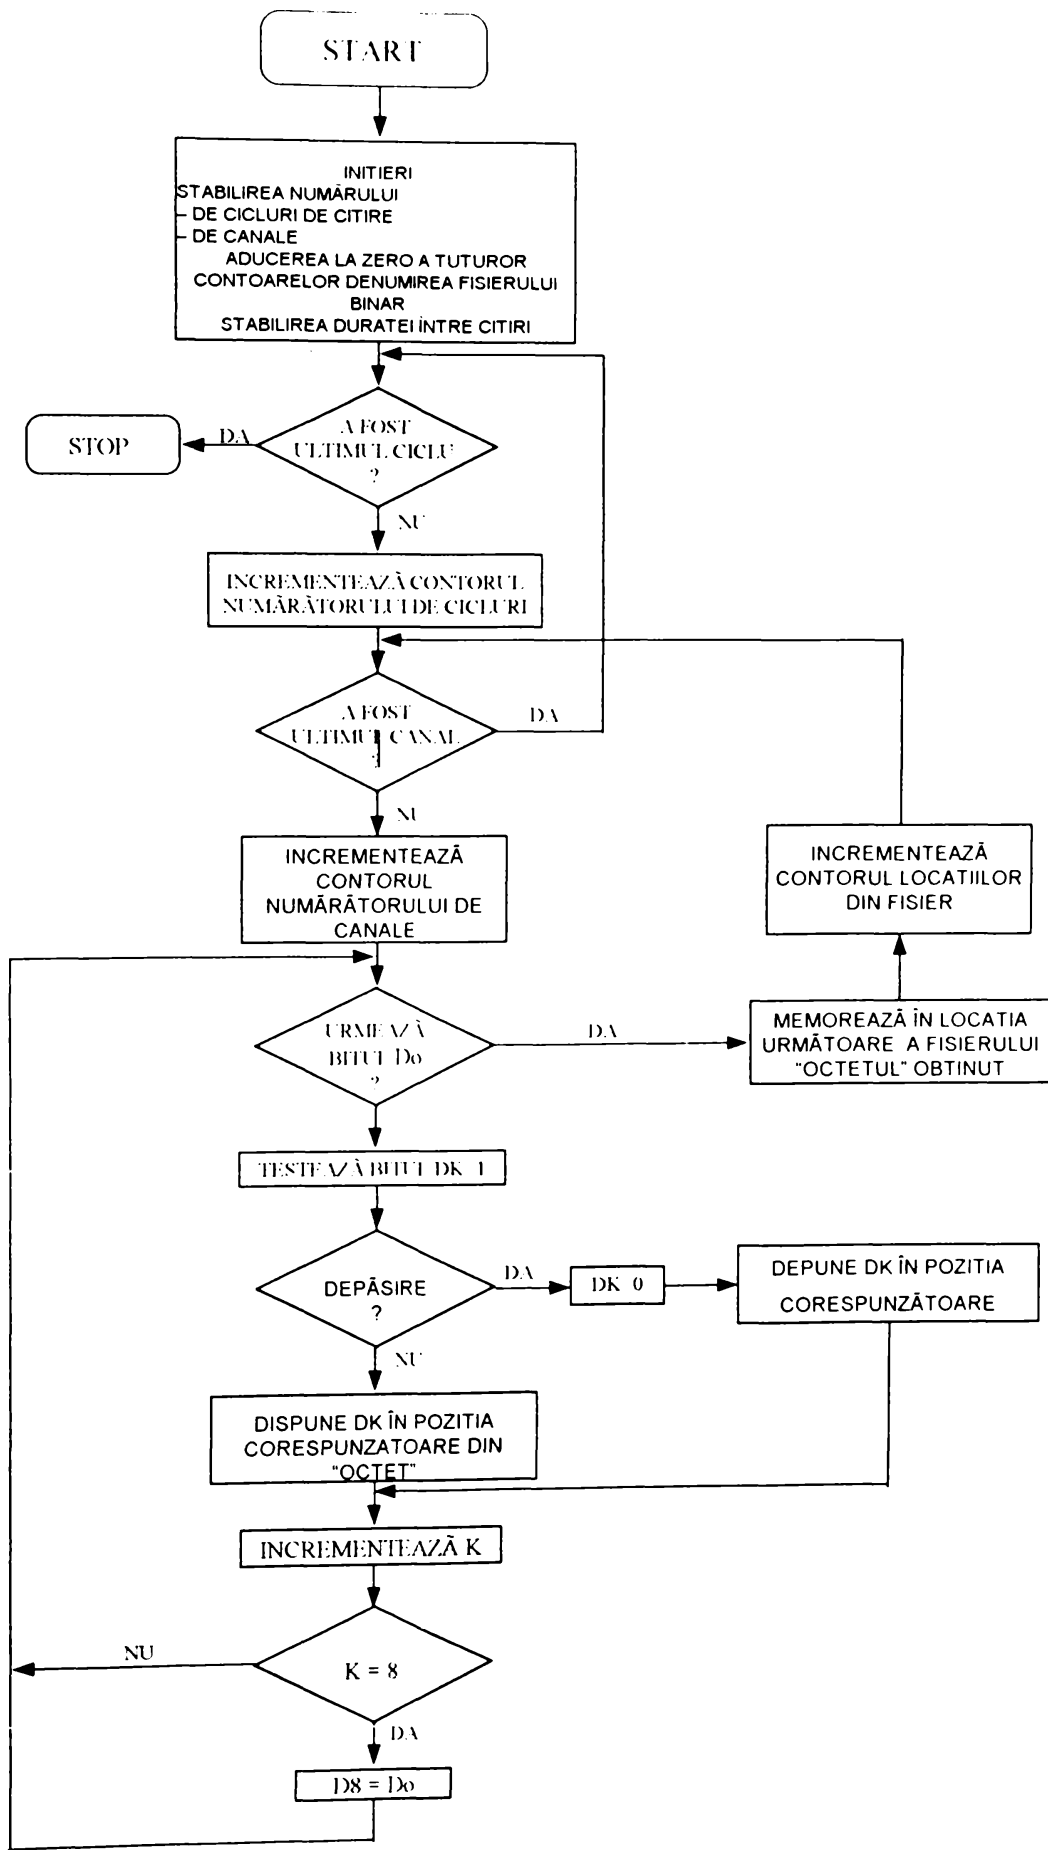 START
INITIERI
STABILIREA NUMĂRULUI
– DE CICLURI DE CITIRE
– DE CANALE
ADUCEREA LA ZERO A TUTUROR
CONTOARELOR DENUMIREA FISIERULUI
BINAR
STABILIREA DURATEI ÎNTRE CITIRI
A FOST
ULTIMUL CICLU
?
DA
STOP
NU
INCREMENTEAZĂ CONTORUL
NUMĂRĂTORULUI DE CICLURI
A FOST
ULTIMUL CANAL
?
DA
NU
INCREMENTEAZĂ
CONTORUL
NUMĂRĂTORULUI DE
CANALE
INCREMENTEAZĂ
CONTORUL LOCATIILOR
DIN FISIER
URMEAZĂ
BITUL Do
?
DA
MEMOREAZĂ ÎN LOCATIA
URMĂTOARE A FISIERULUI
"OCTETUL" OBTINUT
TESTEAZĂ BITUL DK 1
DEPĂSIRE
?
DA
DK 0
DEPUNE DK ÎN POZITIA
CORESPUNZĂTOARE
NU
DISPUNE DK ÎN POZITIA
CORESPUNZATOARE DIN
"OCTET"
INCREMENTEAZĂ K
K = 8
NU
DA
D8 = Do